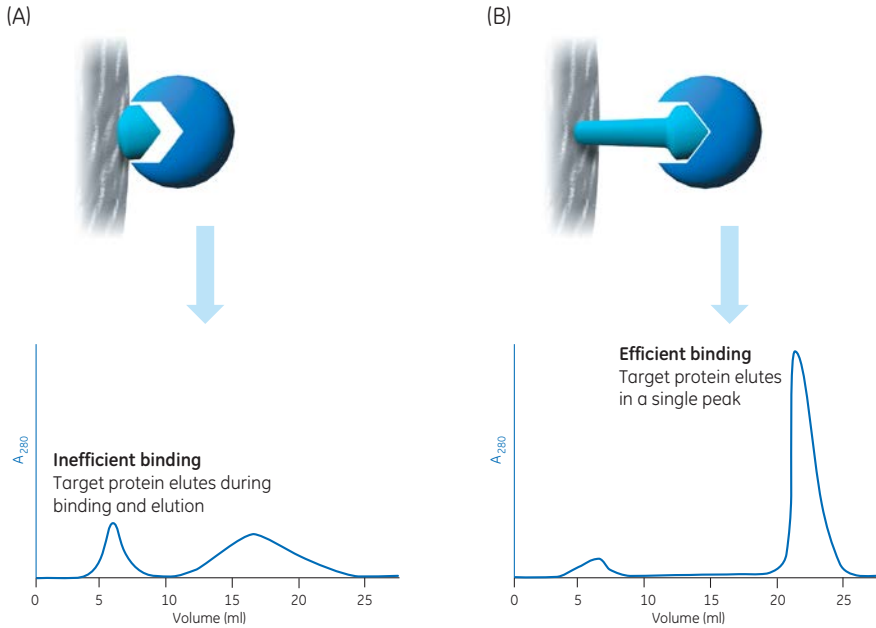 (A)
(B)
Inefficient binding
Target protein elutes during
binding and elution
A280
0 5 10 15 20 25
Volume (ml)
Efficient binding
Target protein elutes
in a single peak
A280
0 5 10 15 20 25
Volume (ml)